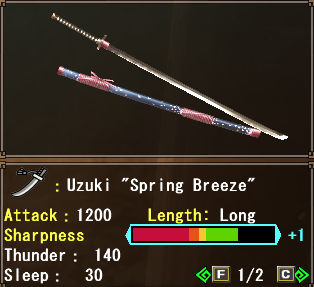 : Uzuki "Spring Breeze"
Attack : 1200 Length: Long
Sharpness +1
Thunder : 140
Sleep : 30 F 1/2 C